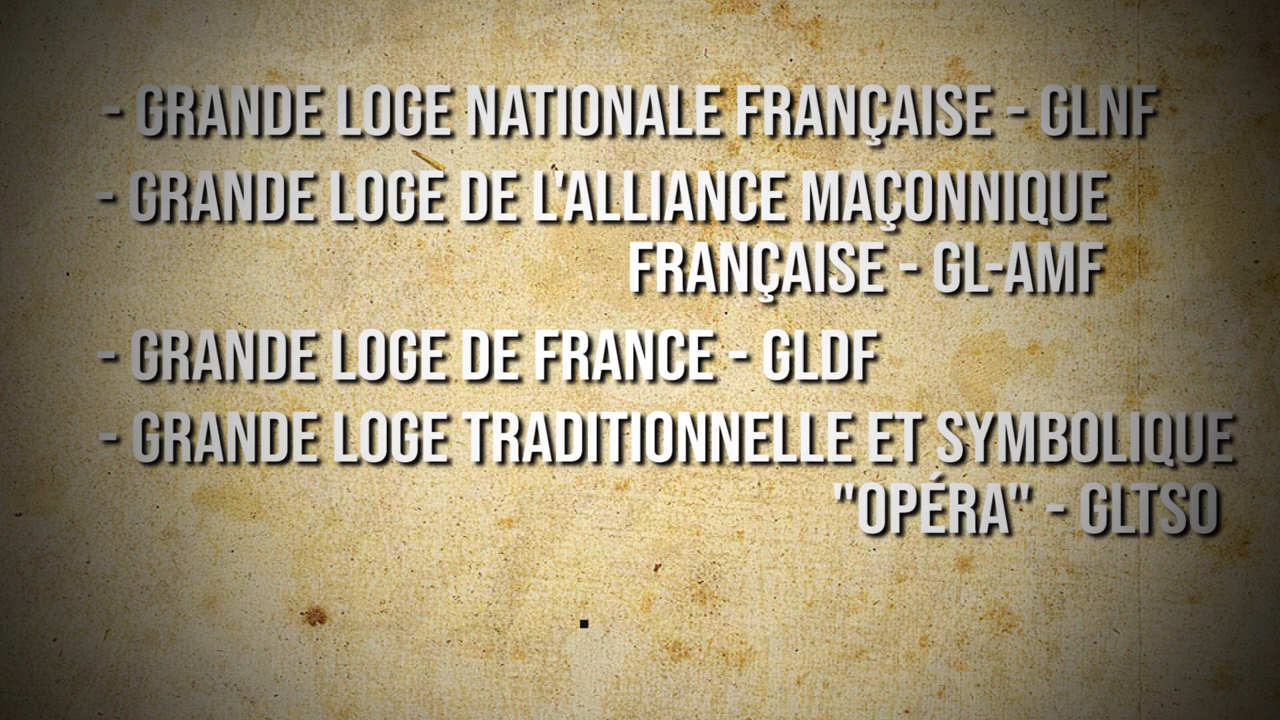 - GRANDE LOGE NATIONALE FRANÇAISE - GLNF
- GRANDE LOGE DE L'ALLIANCE MAÇONNIQUE
FRANÇAISE - GL-AMF
- GRANDE LOGE DE FRANCE - GLDF
- GRANDE LOGE TRADITIONNELLE ET SYMBOLIQUE
"OPÉRA" - GLTSO